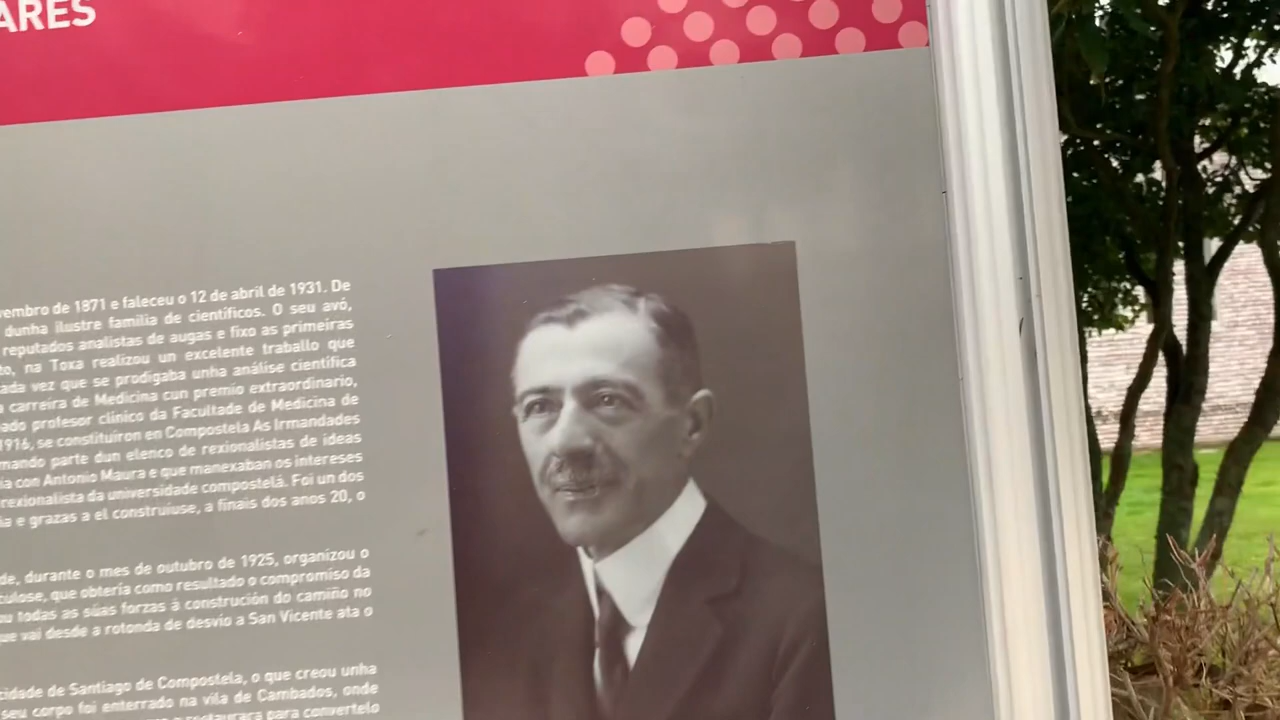 ARES
vembro de 1871 e faleceu o 12 de abril de 1931. De
dunha ilustre familia de científicos. O seu avó,
reputados analistas de augas e fixo as primeiras
to, na Toxa realizou un excelente traballo que
ada vez que se prodigaba unha análise científica
a carreira de Medicina cun premio extraordinario,
ado profesor clínico da Facultade de Medicina de
1916, se constituíron en Compostela As Irmandades
mando parte dun elenco de rexionalistas de ideas
ía con Antonio Maura e que manexaban os intereses
rexionalista da universidade compostelá. Foi un dos
ña e grazas a el construíuse, a finais dos anos 20, o
de, durante o mes de outubro de 1925, organizou o
culose, que obtería como resultado o compromiso da
ou todas as súas forzas á construción do camiño no
que vai desde a rotonda de desvío a San Vicente ata o
cidade de Santiago de Compostela, o que creou unha
seu corpo foi enterrado na vila de Cambados, onde
restaurara para convertelo